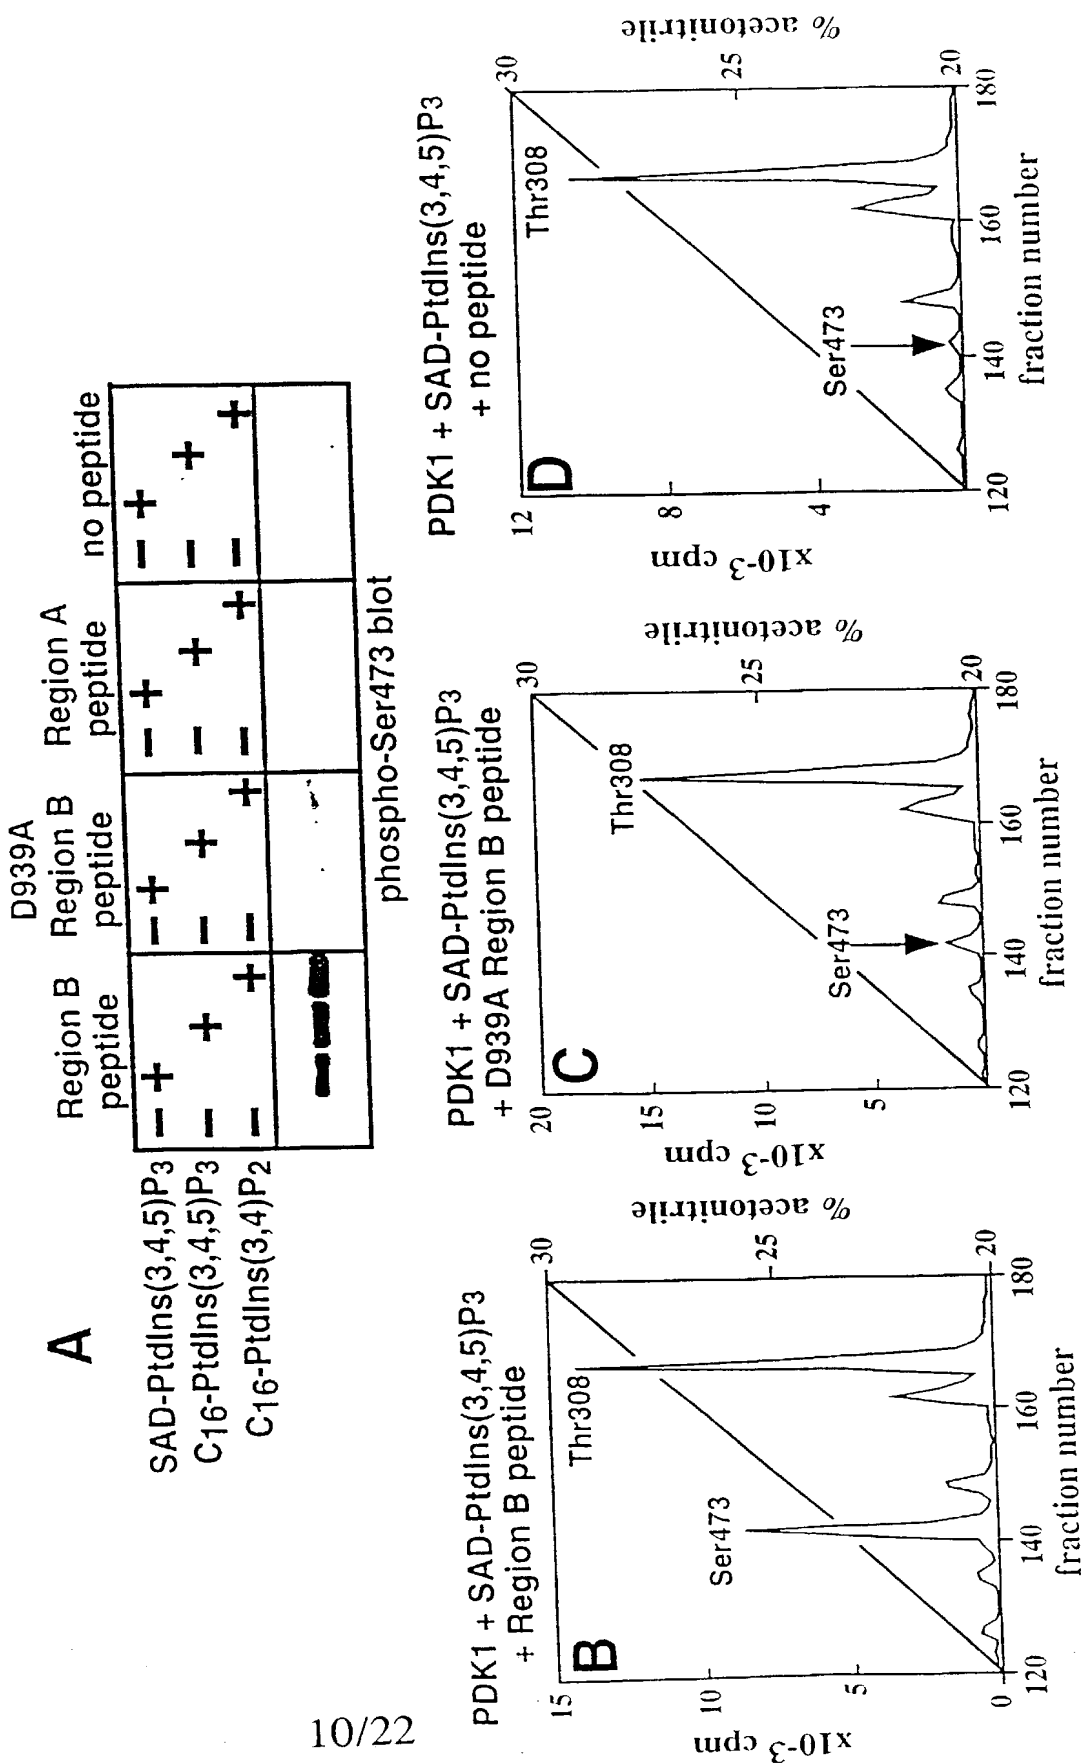 A
Region B peptide
D939A Region B peptide
Region A peptide
no peptide
SAD-PtdIns(3,4,5)P3 − + − + − + − +
C16-PtdIns(3,4,5)P3 − + − + − + − +
C16-PtdIns(3,4)P2 − + − + − + − +
phospho-Ser473 blot
PDK1 + SAD-PtdIns(3,4,5)P3
+ Region B peptide
B
x10-3 cpm
15
10
5
0
Ser473
Thr308
% acetonitrile
30
25
20
120 140 160 180
fraction number
PDK1 + SAD-PtdIns(3,4,5)P3
+ D939A Region B peptide
C
x10-3 cpm
20
15
10
5
Ser473
Thr308
% acetonitrile
30
25
20
120 140 160 180
fraction number
PDK1 + SAD-PtdIns(3,4,5)P3
+ no peptide
D
x10-3 cpm
12
8
4
Ser473
Thr308
% acetonitrile
30
25
20
120 140 160 180
fraction number
10/22